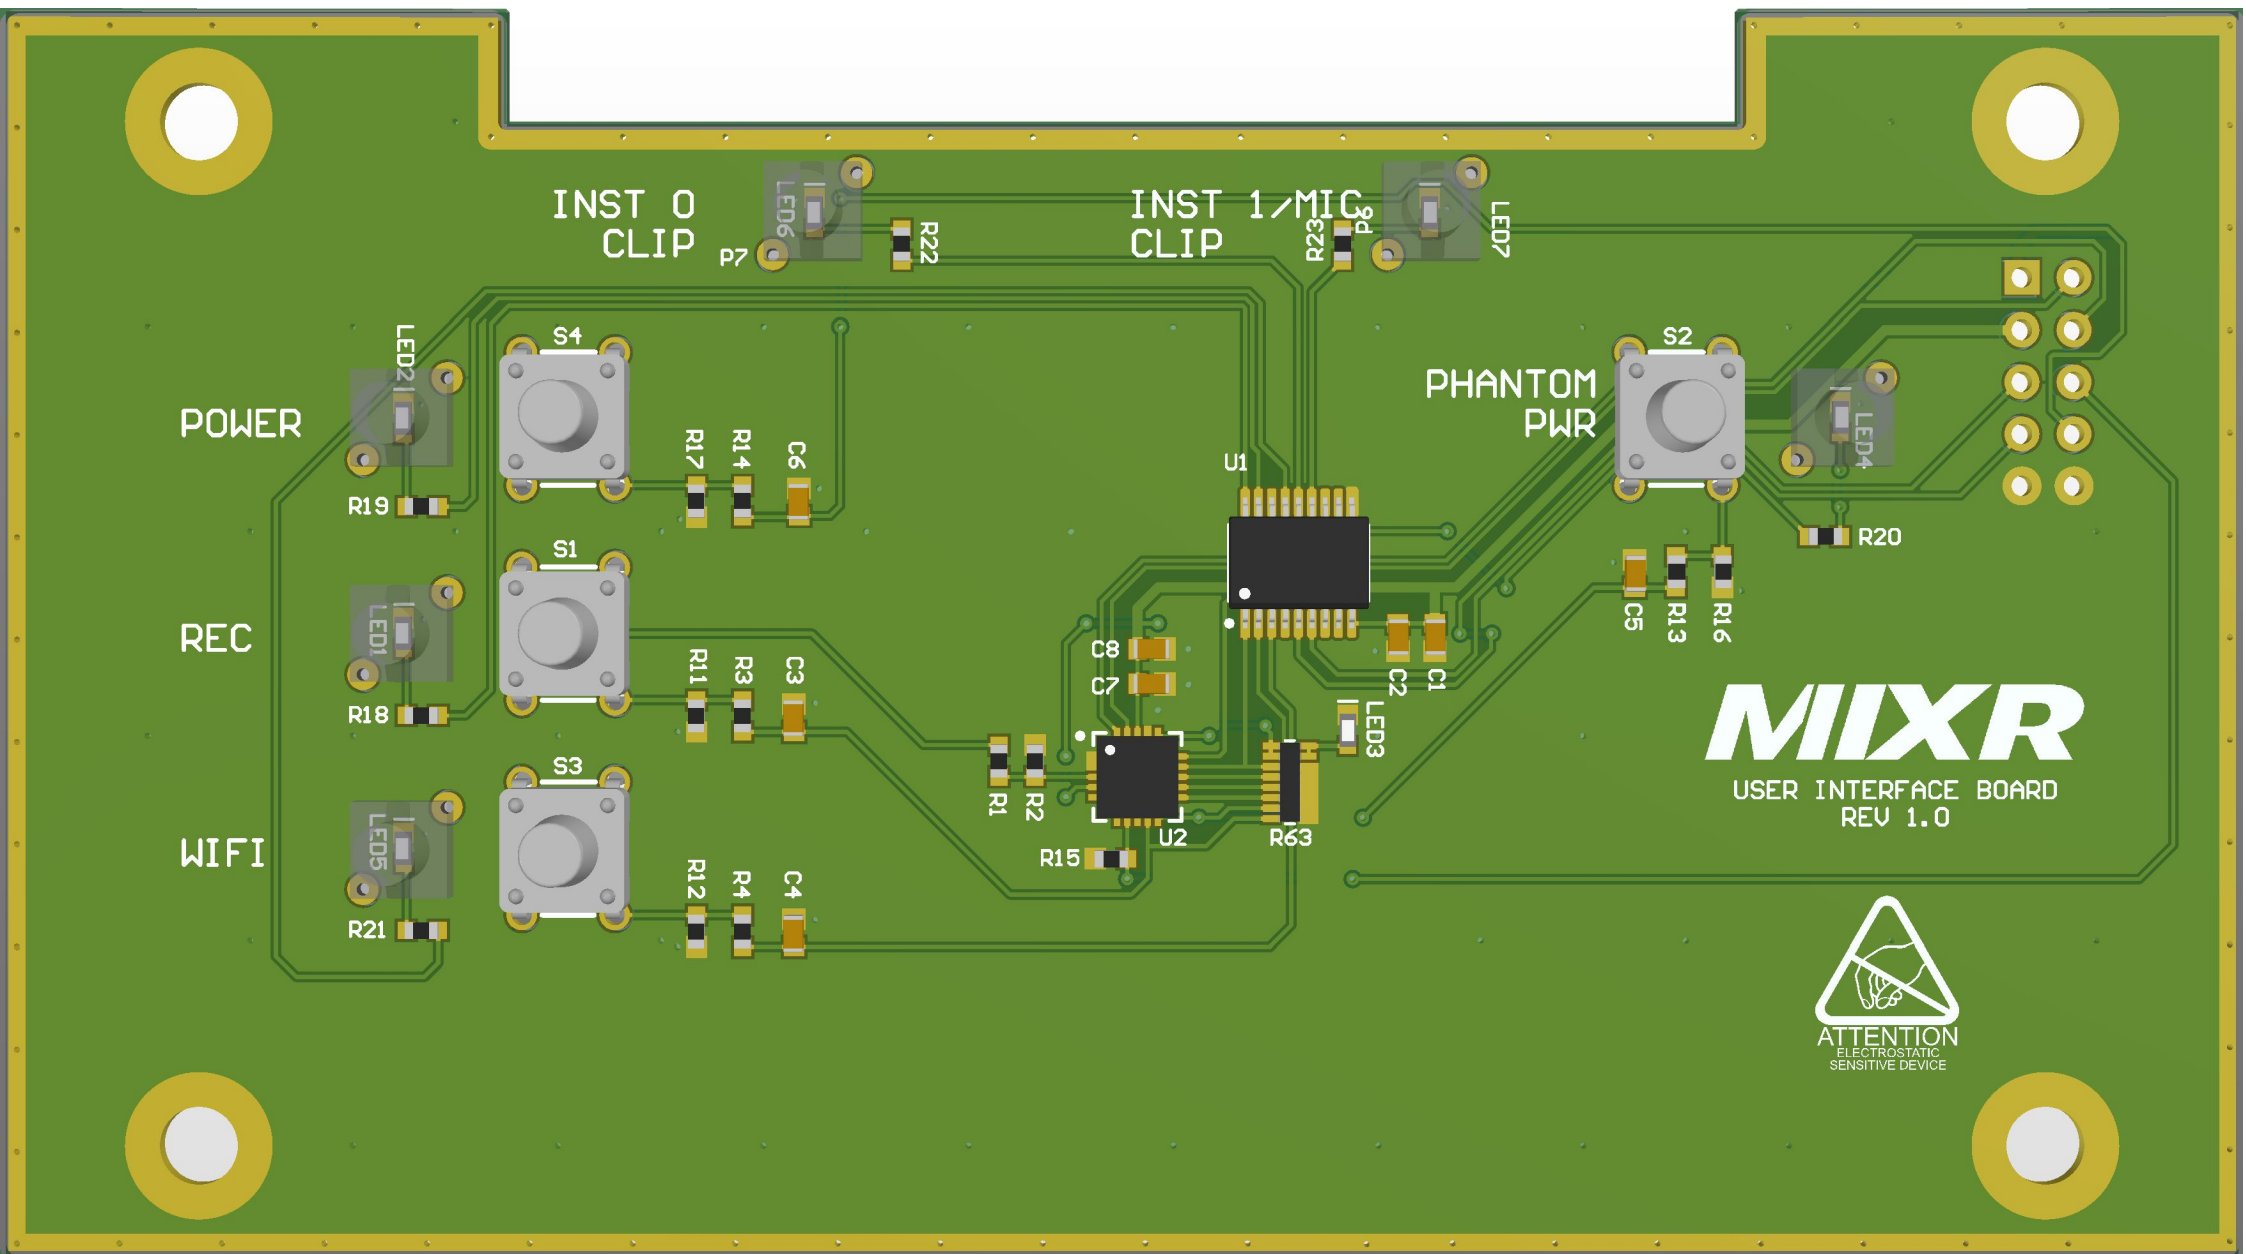 INST 0
CLIP
LED6
P7
R22
INST 1/MIC
CLIP
R23
P6
LED7
LED2
POWER
R19
S4
R17
R14
C6
U1
PHANTOM
PWR
S2
LED4
R20
C5
R13
R16
REC
LED1
R18
S1
R11
R3
C3
C8
C7
C2
C1
LED3
R1
R2
U2
R63
R15
WIFI
LED5
R21
S3
R12
R4
C4
MIXR
USER INTERFACE BOARD
REV 1.0
ATTENTION
ELECTROSTATIC
SENSITIVE DEVICE